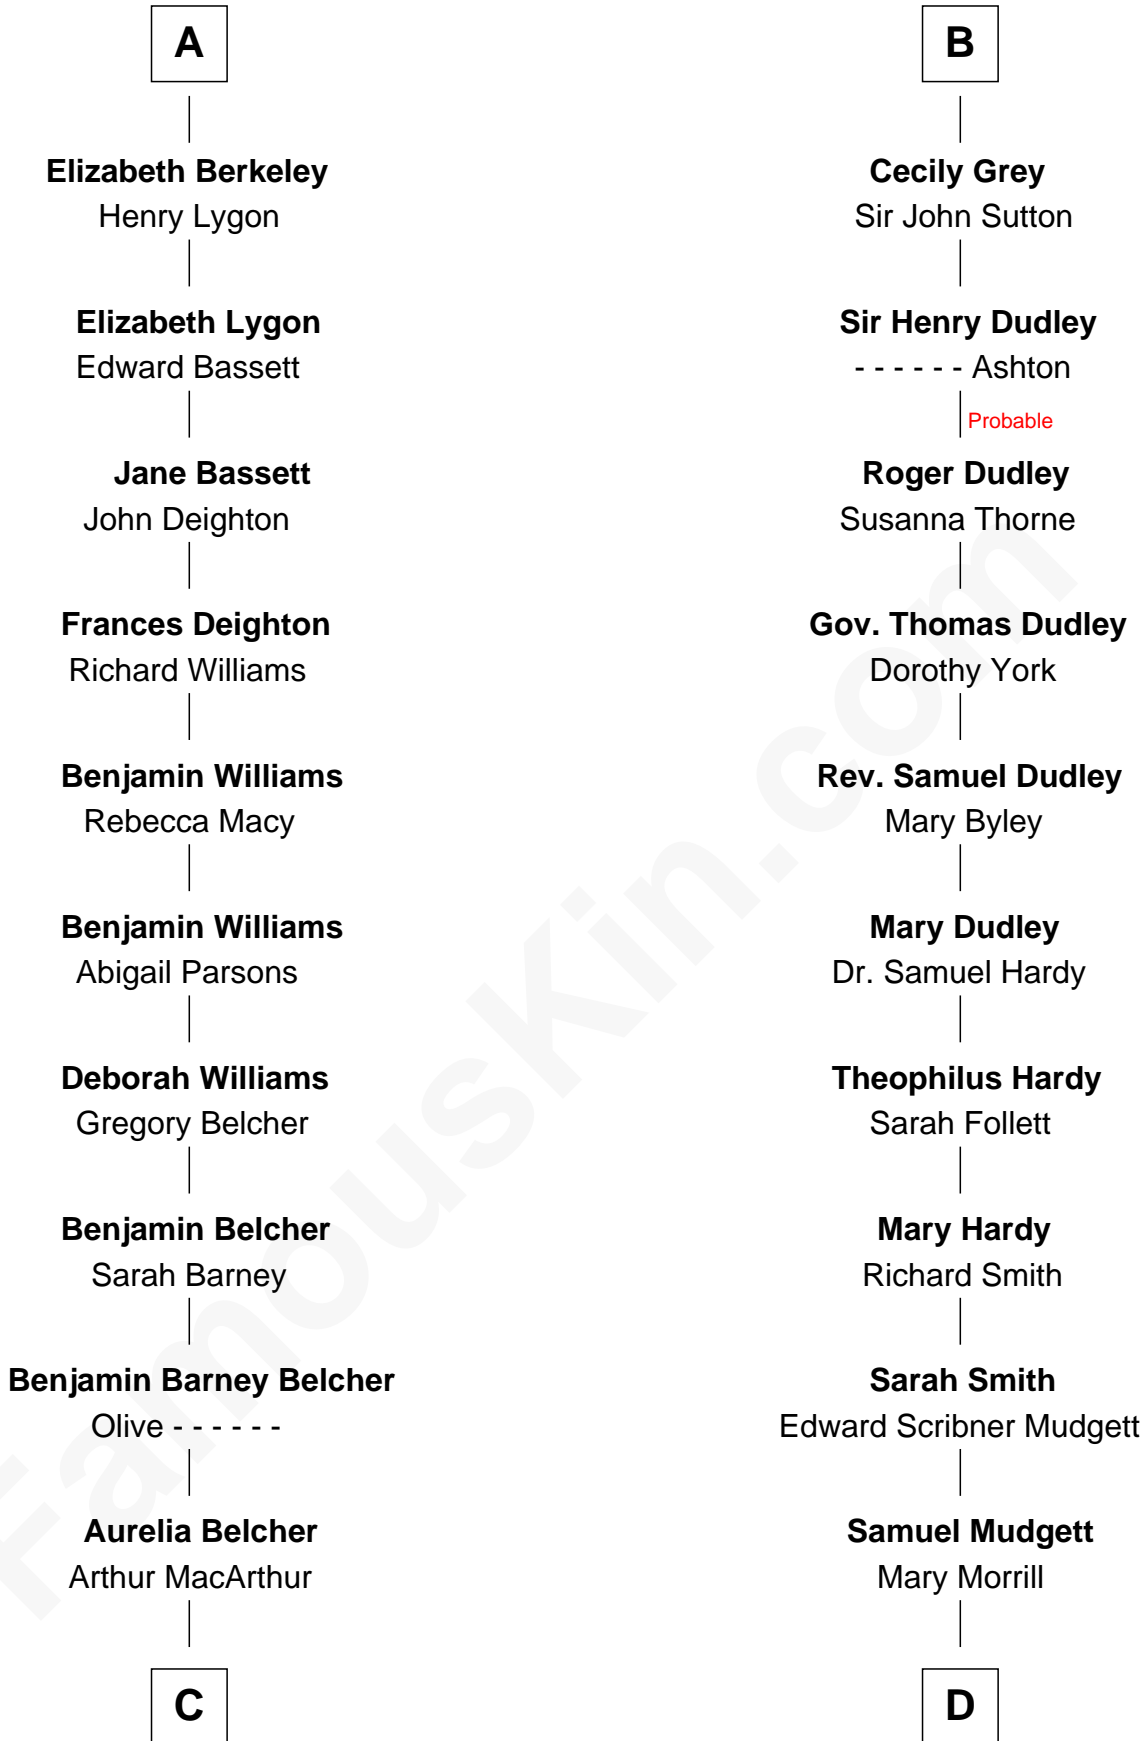 A
B
Elizabeth Berkeley
Henry Lygon
Cecily Grey
Sir John Sutton
Elizabeth Lygon
Edward Bassett
Sir Henry Dudley
- - - - - - Ashton
Probable
Jane Bassett
John Deighton
Roger Dudley
Susanna Thorne
Frances Deighton
Richard Williams
Gov. Thomas Dudley
Dorothy York
Benjamin Williams
Rebecca Macy
Rev. Samuel Dudley
Mary Byley
Benjamin Williams
Abigail Parsons
Mary Dudley
Dr. Samuel Hardy
Deborah Williams
Gregory Belcher
Theophilus Hardy
Sarah Follett
Benjamin Belcher
Sarah Barney
Mary Hardy
Richard Smith
Benjamin Barney Belcher
Olive - - - - - -
Sarah Smith
Edward Scribner Mudgett
Aurelia Belcher
Arthur MacArthur
Samuel Mudgett
Mary Morrill
C
D
FamousKin.com